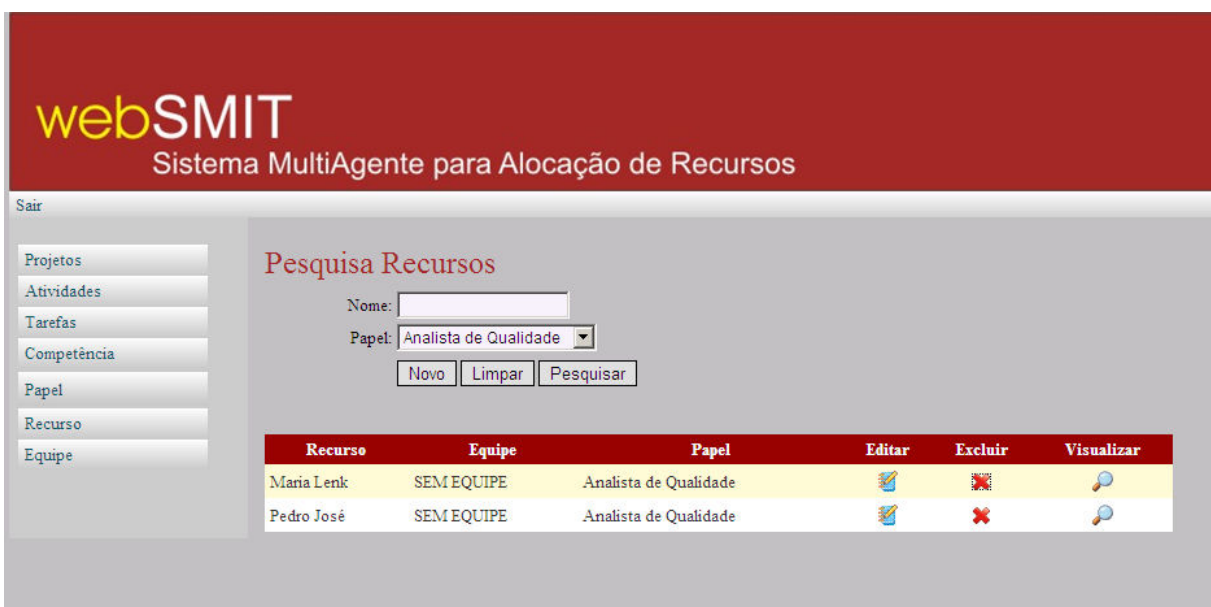 webSMIT
Sistema MultiAgente para Alocação de Recursos
Sair
Projetos
Atividades
Tarefas
Competência
Papel
Recurso
Equipe
Pesquisa Recursos
Nome:
Papel: Analista de Qualidade
Novo Limpar Pesquisar
Recurso Equipe Papel Editar Excluir Visualizar
Maria Lenk SEM EQUIPE Analista de Qualidade
Pedro José SEM EQUIPE Analista de Qualidade